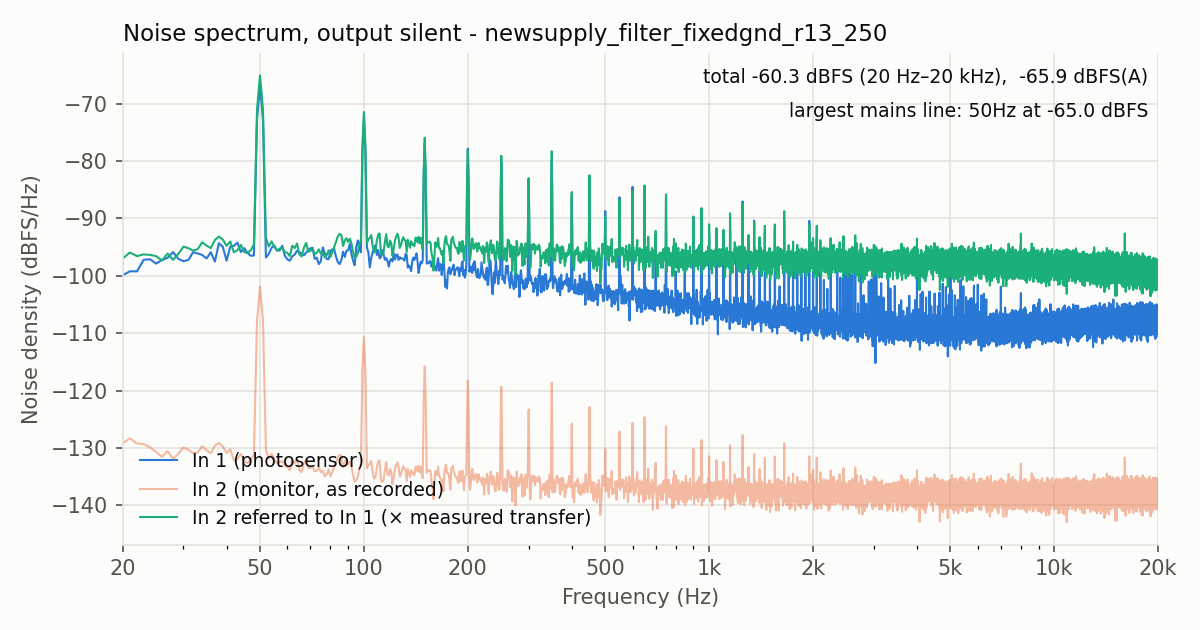 Noise spectrum, output silent - newsupply_filter_fixedgnd_r13_250
total -60.3 dBFS (20 Hz–20 kHz),  -65.9 dBFS(A)
largest mains line: 50Hz at -65.0 dBFS
Noise density (dBFS/Hz)
−70
−80
−90
−100
−110
−120
−130
−140
In 1 (photosensor)
In 2 (monitor, as recorded)
In 2 referred to In 1 (× measured transfer)
20 50 100 200 500 1k 2k 5k 10k 20k
Frequency (Hz)